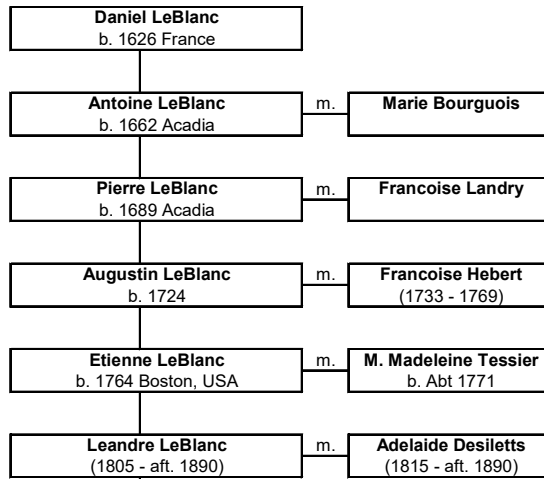 Daniel LeBlanc
b. 1626 France
Antoine LeBlanc m. Marie Bourguois
b. 1662 Acadia
Pierre LeBlanc m. Francoise Landry
b. 1689 Acadia
Augustin LeBlanc m. Francoise Hebert
b. 1724 (1733 - 1769)
Etienne LeBlanc m. M. Madeleine Tessier
b. 1764 Boston, USA b. Abt 1771
Leandre LeBlanc m. Adelaide Desiletts
(1805 - aft. 1890) (1815 - aft. 1890)